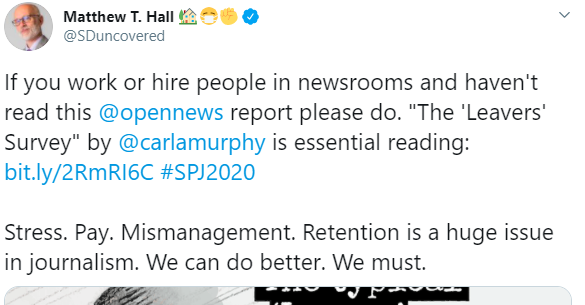 Matthew T. Hall 🏡😷✊
@SDuncovered
If you work or hire people in newsrooms and haven't
read this @opennews report please do. "The 'Leavers'
Survey" by @carlamurphy is essential reading:
bit.ly/2RmRI6C #SPJ2020
Stress. Pay. Mismanagement. Retention is a huge issue
in journalism. We can do better. We must.
The typical